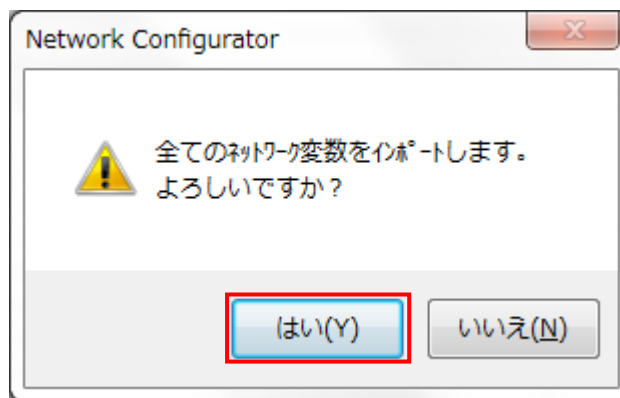 Network Configurator
全てのﾈｯﾄﾜｰｸ変数をｲﾝﾎﾟｰﾄします。
よろしいですか？
はい(Y)
いいえ(N)